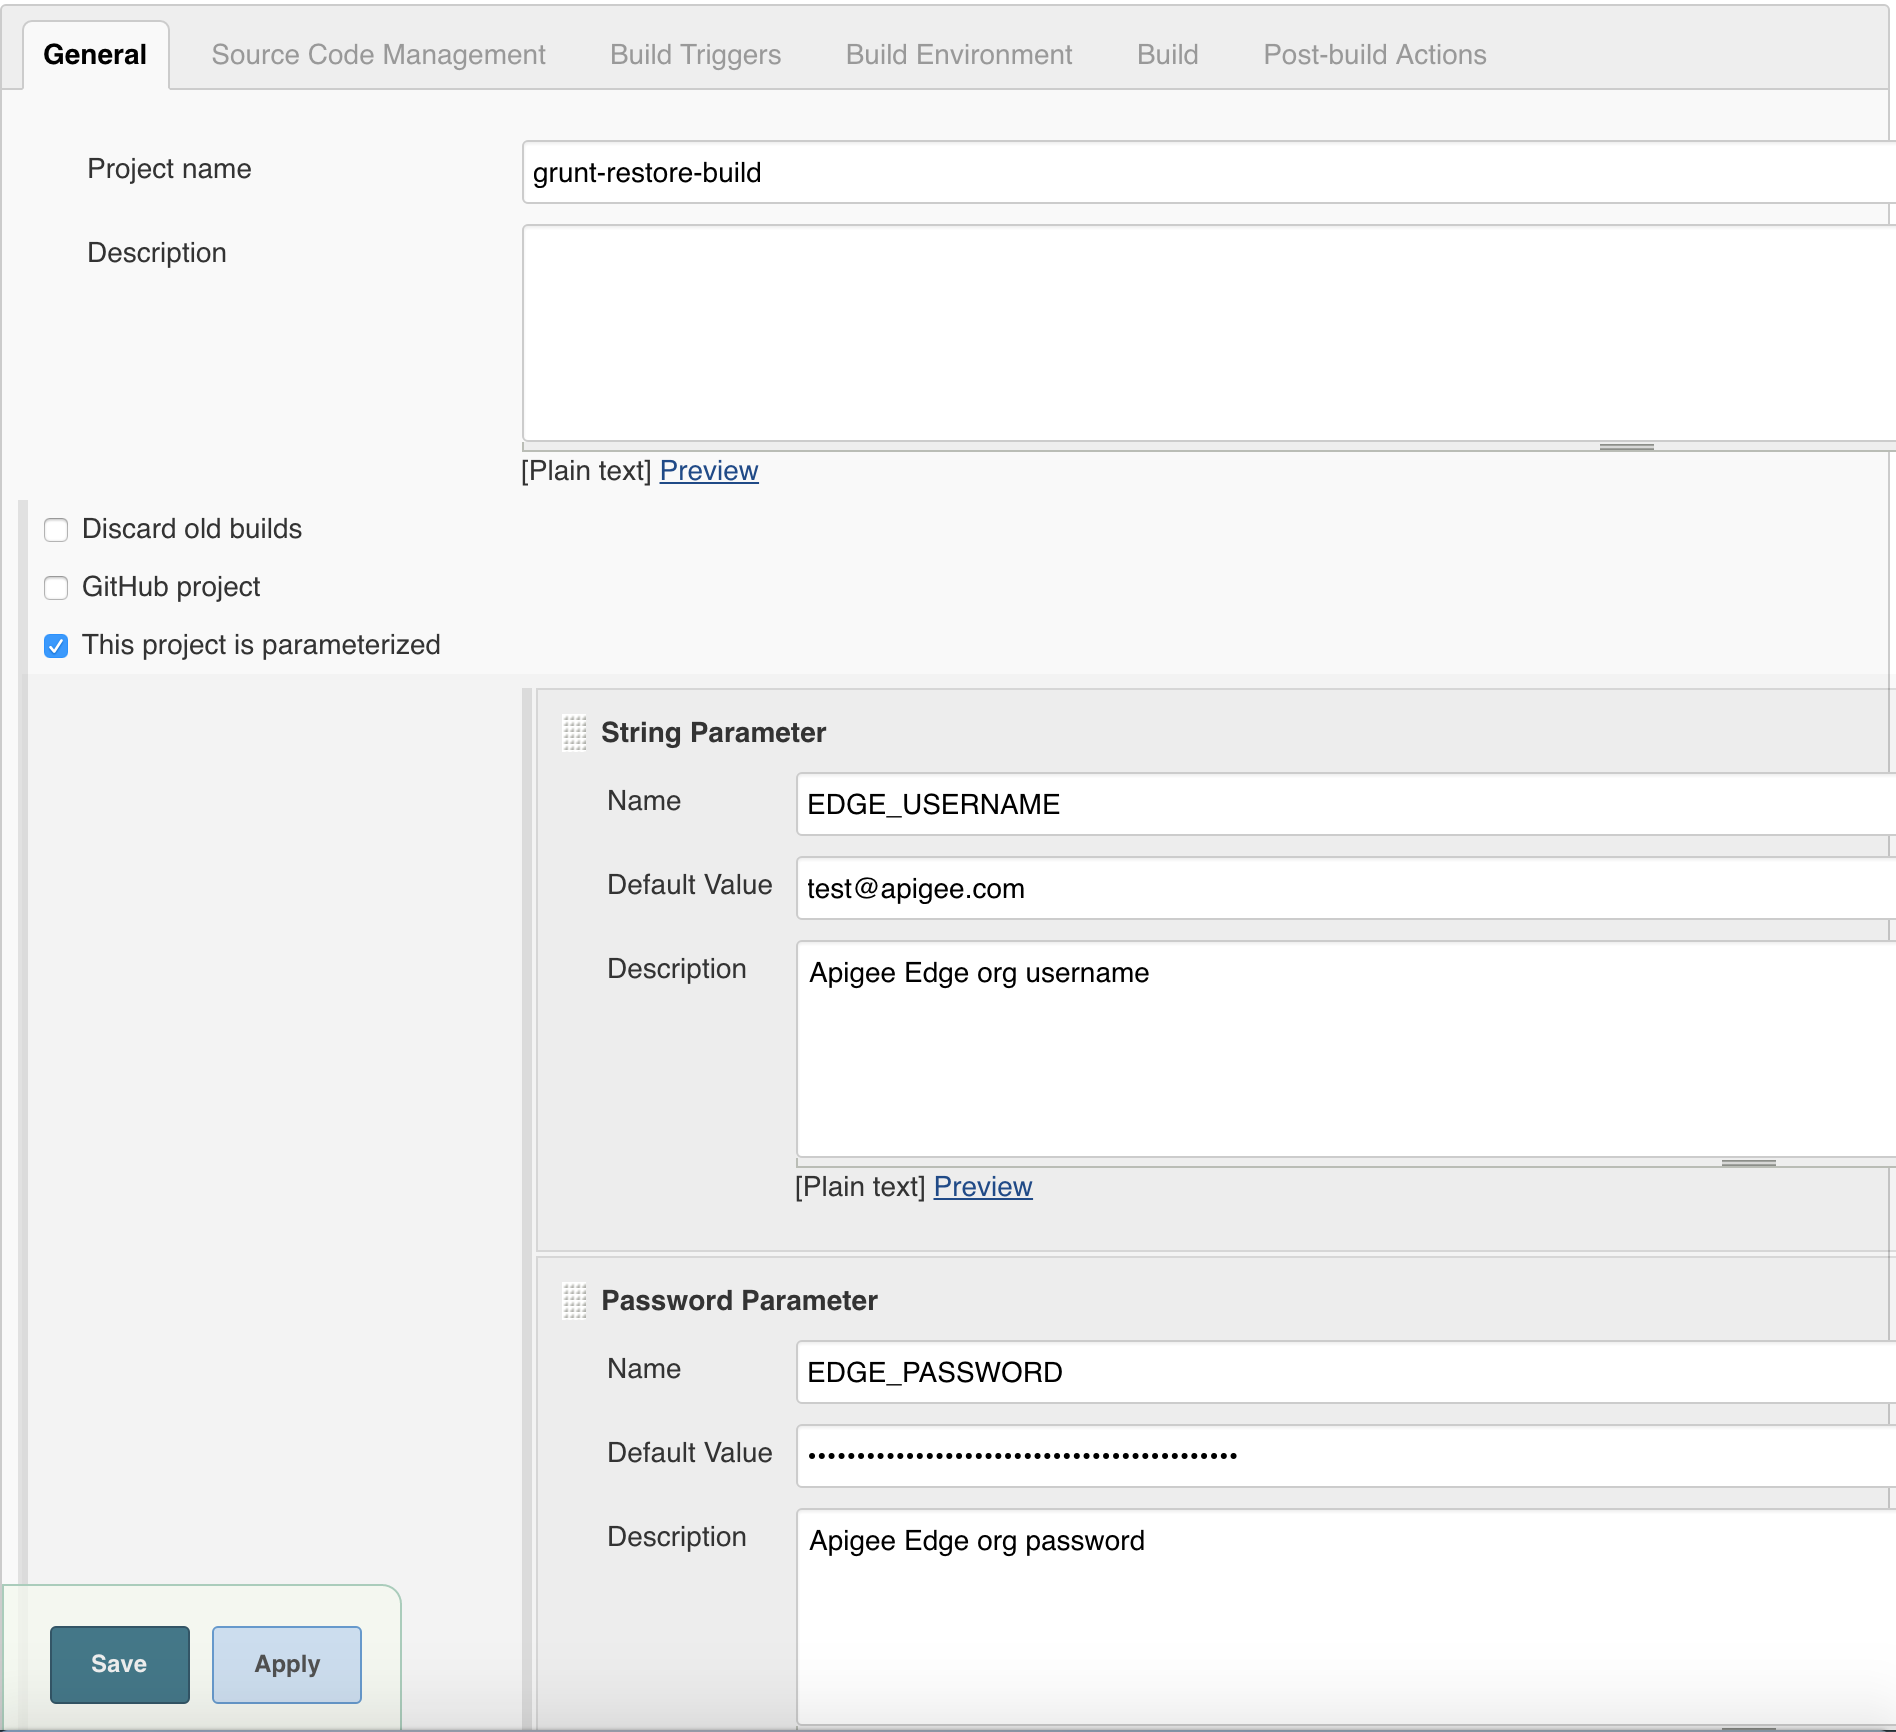 General Source Code Management Build Triggers Build Environment Build Post-build Actions
Project name grunt-restore-build
Description
[Plain text] Preview
Discard old builds
GitHub project
This project is parameterized
String Parameter
Name EDGE_USERNAME
Default Value test@apigee.com
Description Apigee Edge org username
[Plain text] Preview
Password Parameter
Name EDGE_PASSWORD
Default Value
Description Apigee Edge org password
Save Apply